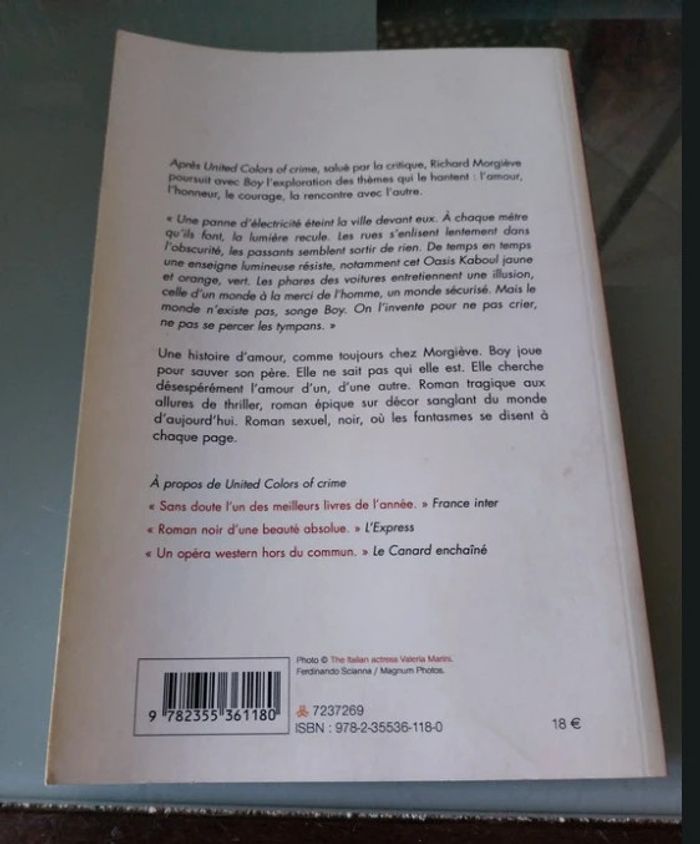 Après United Colors of crime, salué par la critique, Richard Morgiève
poursuit avec Boy l'exploration des thèmes qui le hantent : l'amour,
l'honneur, le courage, la rencontre avec l'autre.
« Une panne d'électricité éteint la ville devant eux. À chaque mètre
qu'ils font, la lumière recule. Les rues s'enlisent lentement dans
l'obscurité, les passants semblent sortir de rien. De temps en temps
une enseigne lumineuse résiste, notamment cet Oasis Kaboul jaune
et orange, vert. Les phares des voitures entretiennent une illusion,
celle d'un monde à la merci de l'homme, un monde sécurisé. Mais le
monde n'existe pas, songe Boy. On l'invente pour ne pas crier,
ne pas se percer les tympans. »
Une histoire d'amour, comme toujours chez Morgiève. Boy joue
pour sauver son père. Elle ne sait pas qui elle est. Elle cherche
désespérément l'amour d'un, d'une autre. Roman tragique aux
allures de thriller, roman épique sur décor sanglant du monde
d'aujourd'hui. Roman sexuel, noir, où les fantasmes se disent à
chaque page.
À propos de United Colors of crime
« Sans doute l'un des meilleurs livres de l'année. » France inter
« Roman noir d'une beauté absolue. » L'Express
« Un opéra western hors du commun. » Le Canard enchaîné
Photo © The Italian actress Valeria Marini.
Ferdinando Scianna / Magnum Photos.
9 782355 361180
7237269
ISBN : 978-2-35536-118-0
18 €